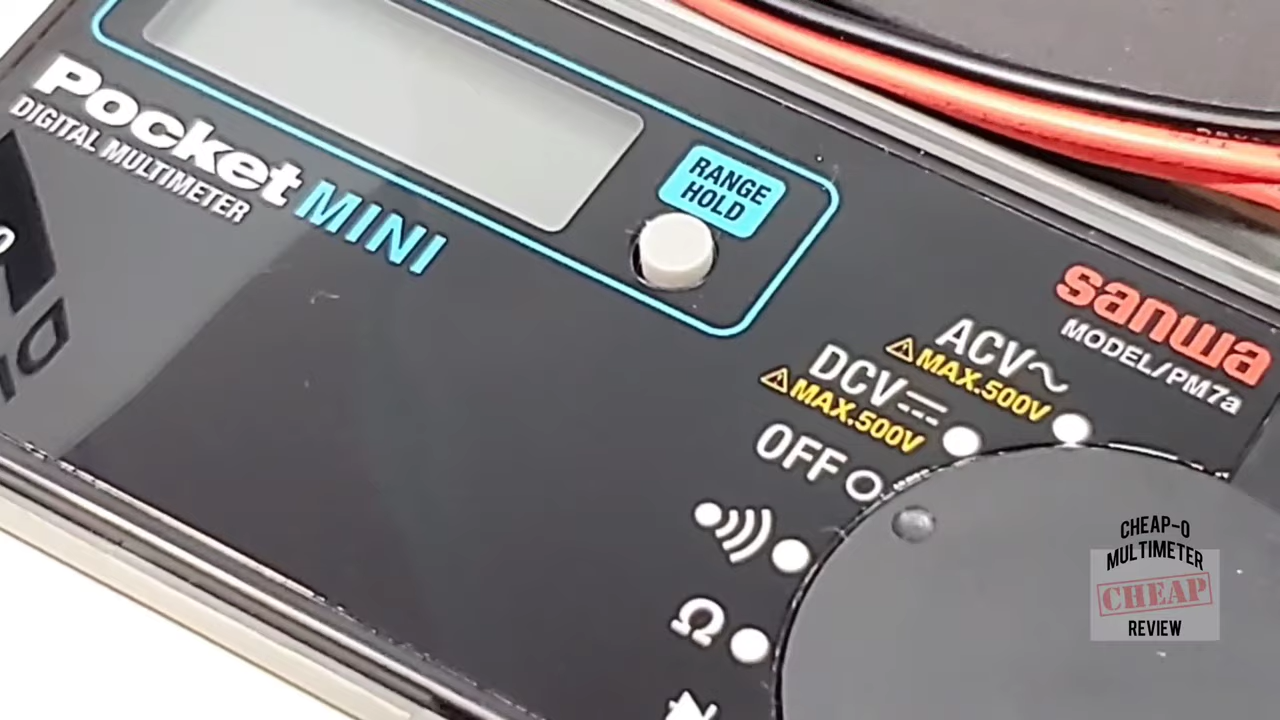 Pocket MINI
DIGITAL MULTIMETER
RANGE
HOLD
sanwa
MODEL/PM7a
ACV~
⚠MAX.500V
DCV⎓
⚠MAX.500V
OFF
Ω
CHEAP-O
MULTIMETER
CHEAP
REVIEW